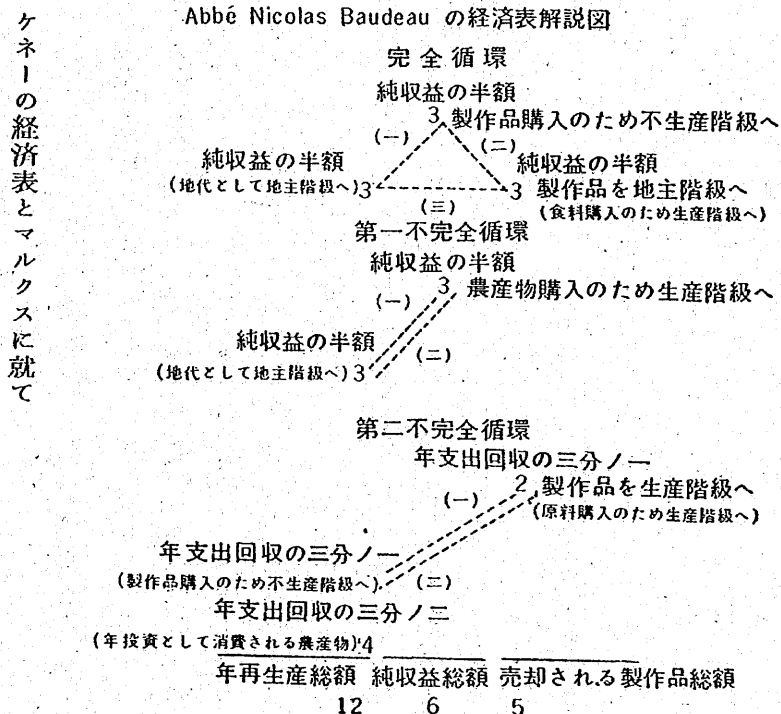 ケネーの経済表とマルクスに就て
Abbé Nicolas Baudeau の経済表解説図
完全循環
純収益の半額
3 製作品購入のため不生産階級へ
(一) (二)
純収益の半額 純収益の半額
(地代として地主階級へ)3 3 製作品を地主階級へ
(三) (食料購入のため生産階級へ)
第一不完全循環
純収益の半額
3 農産物購入のため生産階級へ
(一)
純収益の半額 (二)
(地代として地主階級へ)3
第二不完全循環
年支出回収の三分ノ一
2 製作品を生産階級へ
(一) (原料購入のため生産階級へ)
年支出回収の三分ノ一
(製作品購入のため不生産階級へ) (二)
年支出回収の三分ノ二
(年投資として消費される農産物)4
年再生産総額 純収益総額 売却される製作品総額
12 6 5